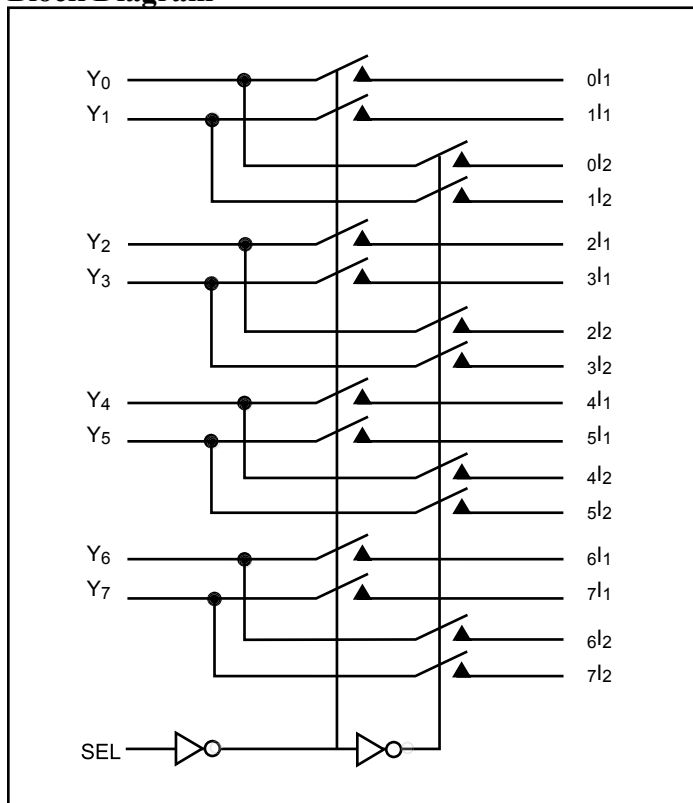 Block Diagram
Y0 0I1
Y1 1I1
0I2
1I2
Y2 2I1
Y3 3I1
2I2
3I2
Y4 4I1
Y5 5I1
4I2
5I2
Y6 6I1
Y7 7I1
6I2
7I2
SEL